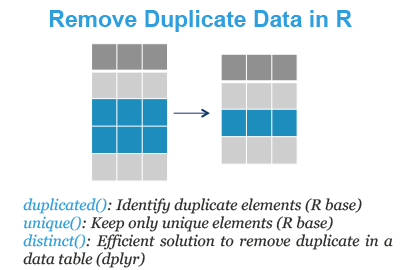 Remove Duplicate Data in R
duplicated(): Identify duplicate elements (R base)
unique(): Keep only unique elements (R base)
distinct(): Efficient solution to remove duplicate in a
data table (dplyr)